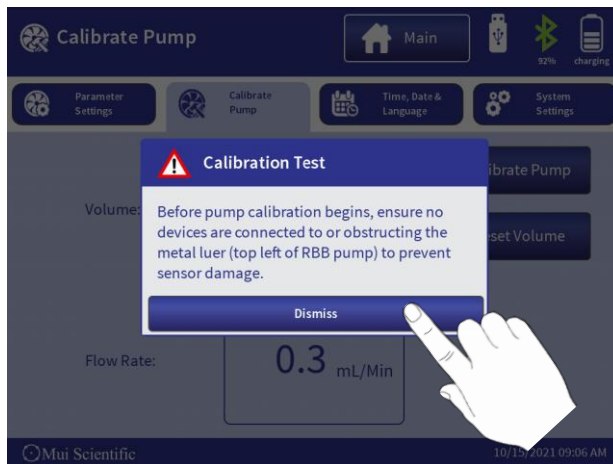 Calibrate Pump
Main
92%
charging
Parameter
Settings
Calibrate
Pump
Time, Date &
Language
System
Settings
Calibration Test
Before pump calibration begins, ensure no
devices are connected to or obstructing the
metal luer (top left of RBB pump) to prevent
sensor damage.
Dismiss
Volume:
ibrate Pump
set Volume
Flow Rate:
0.3 mL/Min
Mui Scientific
10/15/2021 09:06 AM